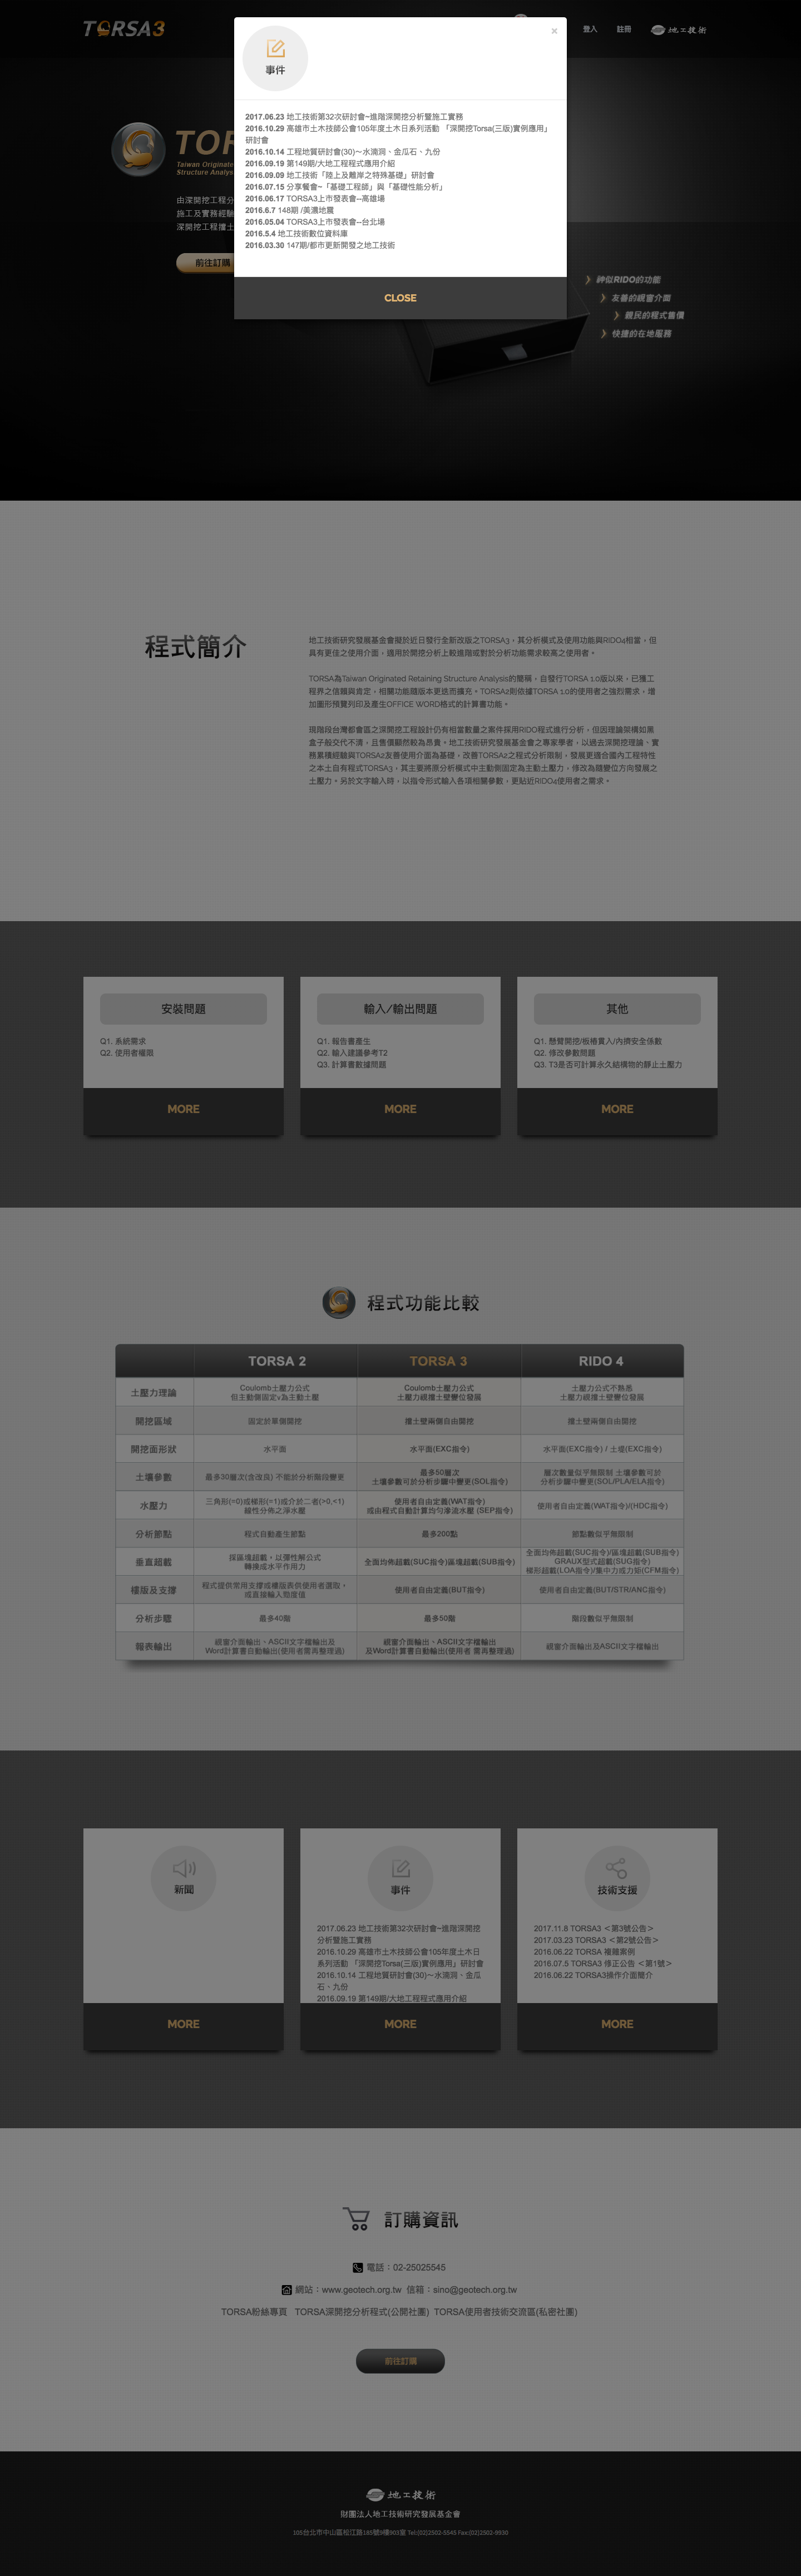 TORSA3
登入
註冊
地工技術
×
事件
2017.06.23 地工技術第32次研討會~進階深開挖分析暨施工實務
2016.10.29 高雄市土木技師公會105年度土木日系列活動 「深開挖Torsa(三版)實例應用」
研討會
2016.10.14 工程地質研討會(30)～水湳洞、金瓜石、九份
2016.09.19 第149期/大地工程程式應用介紹
2016.09.09 地工技術「陸上及離岸之特殊基礎」研討會
2016.07.15 分享餐會~「基礎工程師」與「基礎性能分析」
2016.06.17 TORSA3上市發表會--高雄場
2016.6.7 148期 /美濃地震
2016.05.04 TORSA3上市發表會--台北場
2016.5.4 地工技術數位資料庫
2016.03.30 147期/都市更新開發之地工技術
CLOSE
TOR
Taiwan Originate
Structure Analys
由深開挖工程分
施工及實務經驗
深開挖工程擋土
前往訂購
神似RIDO的功能
友善的視窗介面
親民的程式售價
快捷的在地服務
程式簡介
地工技術研究發展基金會擬於近日發行全新改版之TORSA3，其分析模式及使用功能與RIDO4相當，但
具有更佳之使用介面，適用於開挖分析上較進階或對於分析功能需求較高之使用者。
TORSA為Taiwan Originated Retaining Structure Analysis的簡稱，自發行TORSA 1.0版以來，已獲工
程界之信賴與肯定，相關功能隨版本更迭而擴充。TORSA2則依據TORSA 1.0的使用者之強烈需求，增
加圖形預覽列印及產生OFFICE WORD格式的計算書功能。
現階段台灣都會區之深開挖工程設計仍有相當數量之案件採用RIDO程式進行分析，但因理論架構如黑
盒子般交代不清，且售價顯然較為昂貴。地工技術研究發展基金會之專家學者，以過去深開挖理論、實
務累積經驗與TORSA2友善使用介面為基礎，改善TORSA2之程式分析限制，發展更適合國內工程特性
之本土自有程式TORSA3，其主要將原分析模式中主動側固定為主動土壓力，修改為隨變位方向發展之
土壓力。另於文字輸入時，以指令形式輸入各項相關參數，更貼近RIDO4使用者之需求。
安裝問題
Q1. 系統需求
Q2. 使用者權限
MORE
輸入/輸出問題
Q1. 報告書產生
Q2. 輸入建議參考T2
Q3. 計算書數據問題
MORE
其他
Q1. 懸臂開挖/板樁貫入/內擠安全係數
Q2. 修改參數問題
Q3. T3是否可計算永久結構物的靜止土壓力
MORE
程式功能比較
TORSA 2 TORSA 3 RIDO 4
土壓力理論 Coulomb土壓力公式 Coulomb土壓力公式 土壓力公式不熟悉
但主動側固定v為主動土壓 土壓力視擋土壁變位發展 土壓力視擋土壁變位發展
開挖區域 固定於單側開挖 擋土壁兩側自由開挖 擋土壁兩側自由開挖
開挖面形狀 水平面 水平面(EXC指令) 水平面(EXC指令) / 土堤(EXC指令)
土壤參數 最多30層次(含改良) 不能於分析階段變更 最多50層次 層次數量似乎無限制 土壤參數可於
土壤參數可於分析步驟中變更(SOL指令) 分析步驟中變更(SOL/PLA/ELA指令)
水壓力 三角形(=0)或梯形(=1)或介於二者(>0,<1) 使用者自由定義(WAT指令) 使用者自由定義(WAT指令)/(HDC指令)
線性分佈之淨水壓 或由程式自動計算均勻滲流水壓 (SEP指令)
分析節點 程式自動產生節點 最多200點 節點數似乎無限制
垂直超載 採區塊超載，以彈性解公式 全面均佈超載(SUC指令)區塊超載(SUB指令) 全面均佈超載(SUC指令)/區塊超載(SUB指令)
轉換成水平作用力 GRAUX型式超載(SUG指令)
梯形超載(LOA指令)/集中力或力矩(CFM指令)
樓版及支撐 程式提供常用支撐或樓版表供使用者選取， 使用者自由定義(BUT指令) 使用者自由定義(BUT/STR/ANC指令)
或直接輸入勁度值
分析步驟 最多40階 最多50階 階段數似乎無限制
報表輸出 視窗介面輸出、ASCII文字檔輸出及 視窗介面輸出、ASCII文字檔輸出 視窗介面輸出及ASCII文字檔輸出
Word計算書自動輸出(使用者需再整理過) 及Word計算書自動輸出(使用者 需再整理過)
新聞
MORE
事件
2017.06.23 地工技術第32次研討會~進階深開挖
分析暨施工實務
2016.10.29 高雄市土木技師公會105年度土木日
系列活動 「深開挖Torsa(三版)實例應用」研討會
2016.10.14 工程地質研討會(30)～水湳洞、金瓜
石、九份
2016.09.19 第149期/大地工程程式應用介紹
MORE
技術支援
2017.11.8 TORSA3 ＜第3號公告＞
2017.03.23 TORSA3 ＜第2號公告＞
2016.06.22 TORSA 複雜案例
2016.07.5 TORSA3 修正公告 ＜第1號＞
2016.06.22 TORSA3操作介面簡介
MORE
訂購資訊
電話：02-25025545
網站：www.geotech.org.tw 信箱：sino@geotech.org.tw
TORSA粉絲專頁 TORSA深開挖分析程式(公開社團) TORSA使用者技術交流區(私密社團)
前往訂購
地工技術
財團法人地工技術研究發展基金會
105台北市中山區松江路185號9樓903室 Tel:(02)2502-5545 Fax:(02)2502-9930